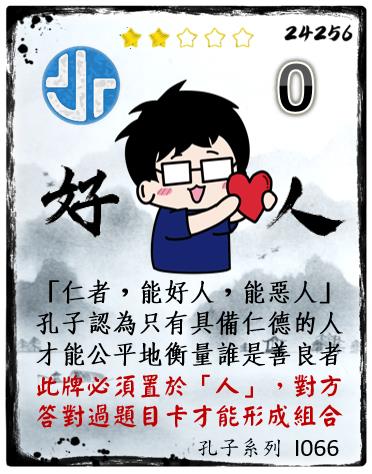 24256
0
好人
「仁者，能好人，能惡人」
孔子認為只有具備仁德的人
才能公平地衡量誰是善良者
此牌必須置於「人」，對方
答對過題目卡才能形成組合
孔子系列 I066